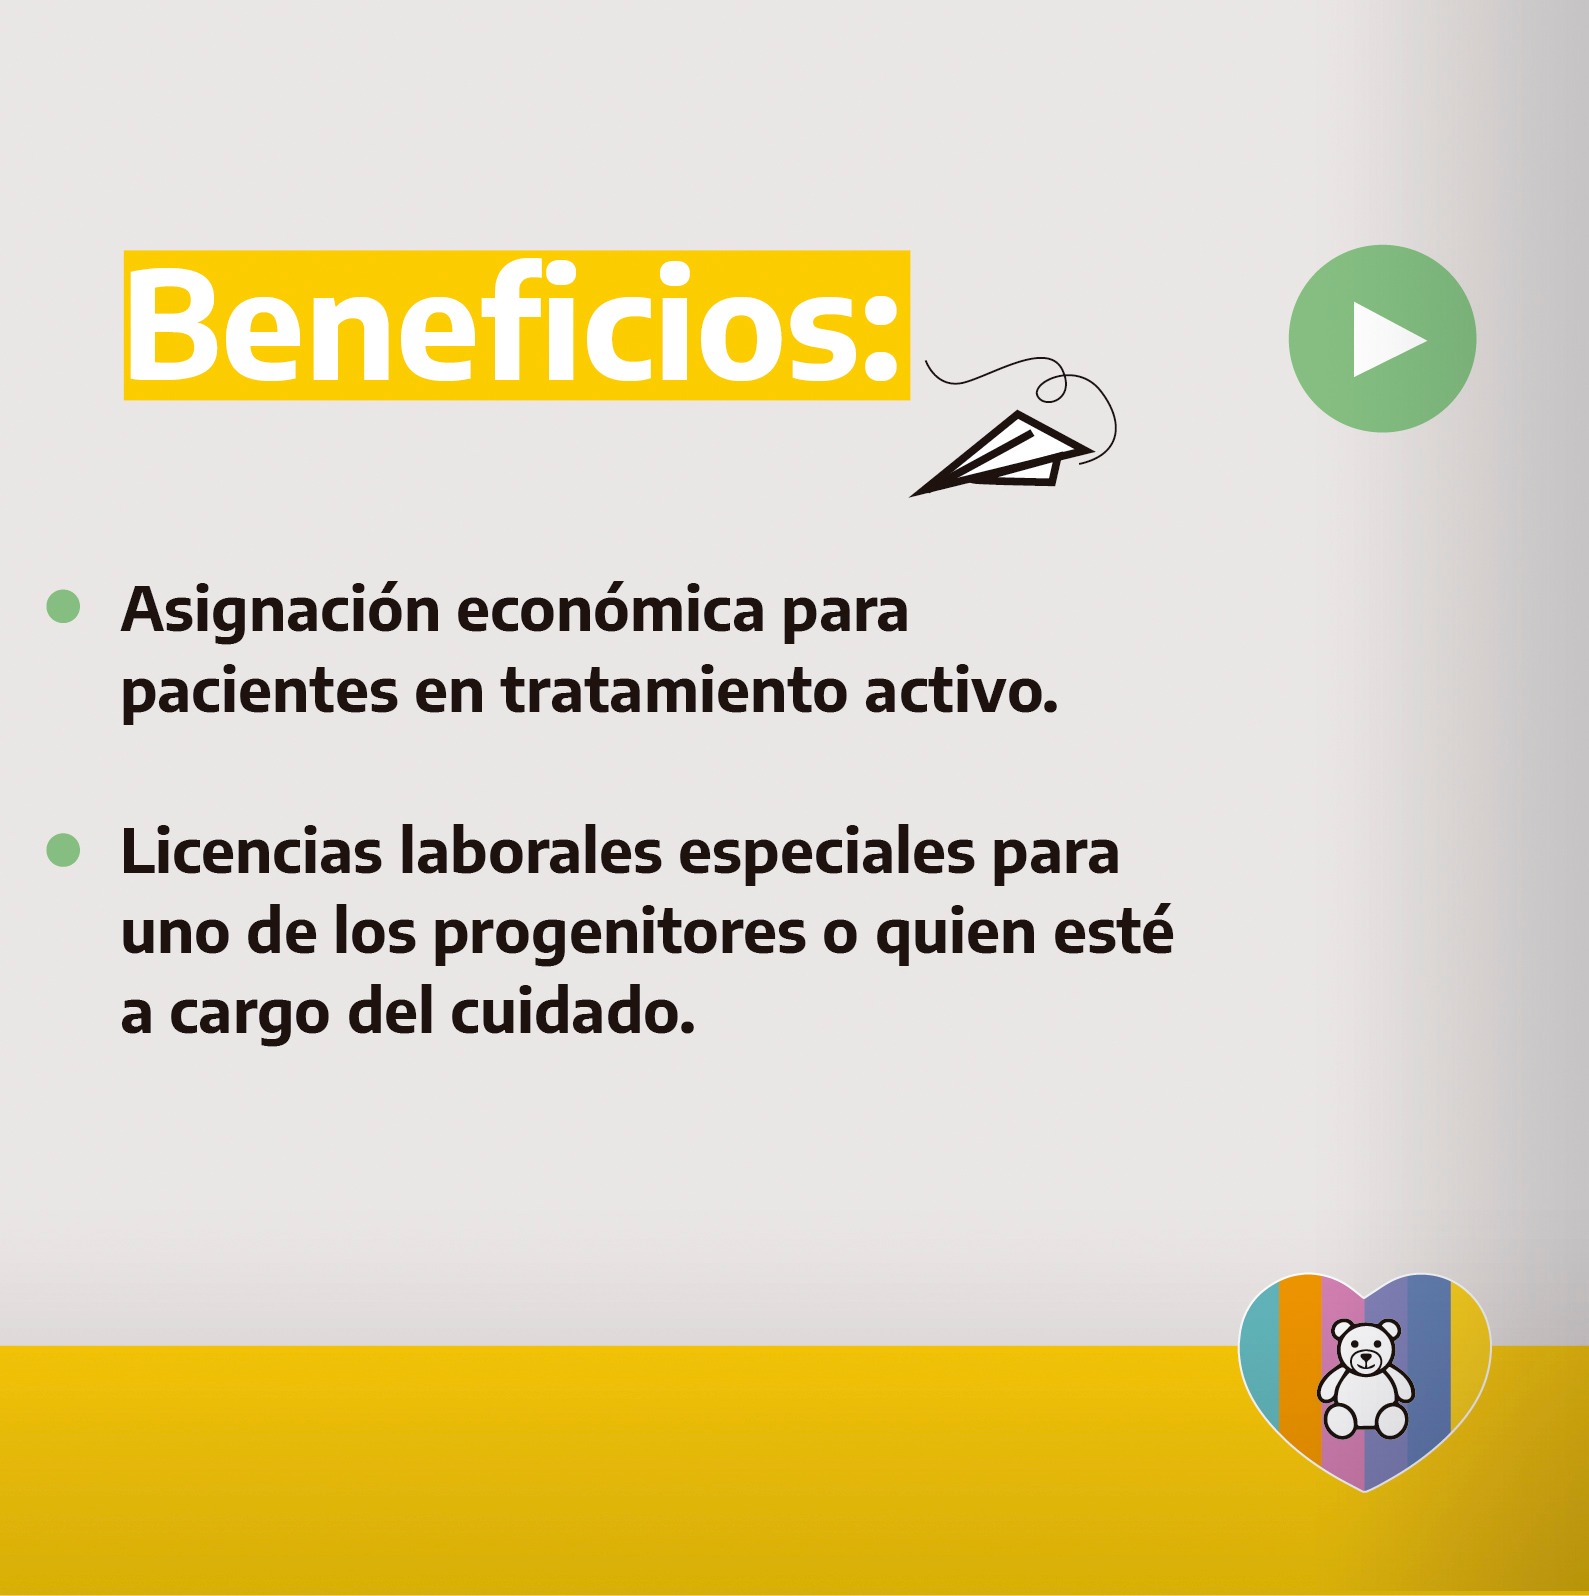 Beneficios:
Asignación económica para
pacientes en tratamiento activo.
Licencias laborales especiales para
uno de los progenitores o quien esté
a cargo del cuidado.